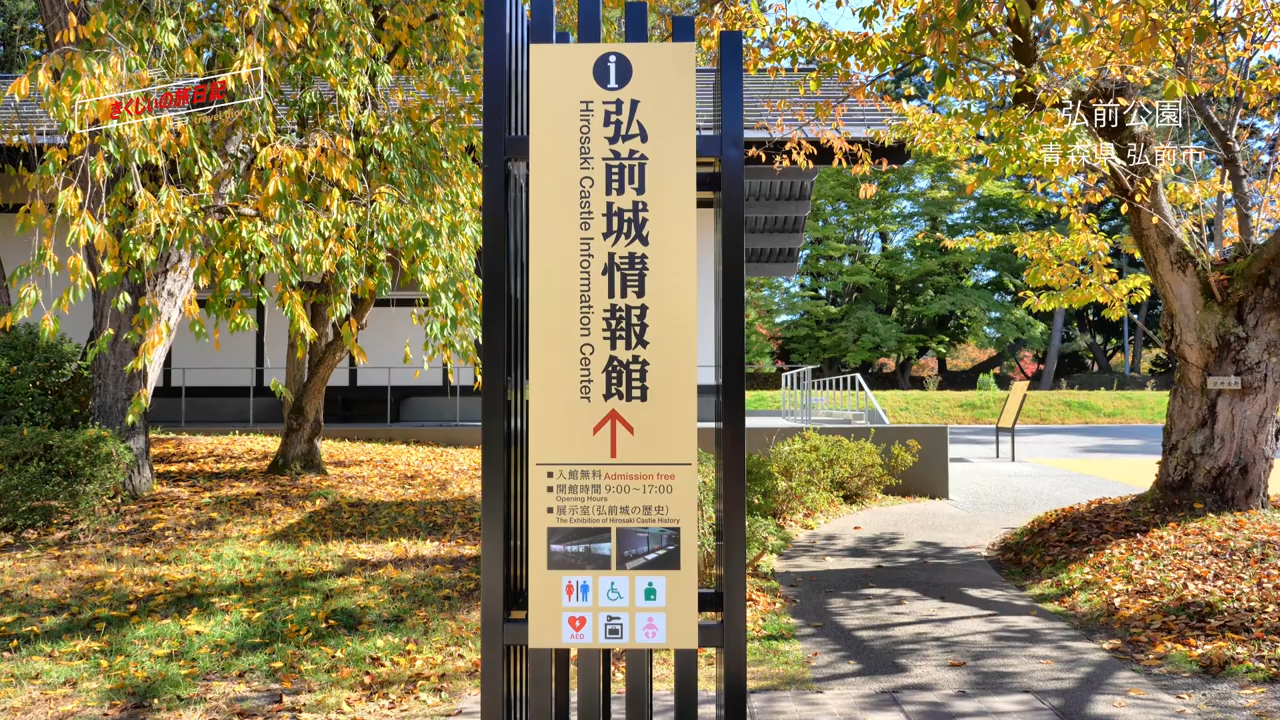 きくじぃの旅日記
弘前公園
青森県 弘前市
弘前城情報館
Hirosaki Castle Information Center
■入館無料 Admission free
■開館時間 9:00～17:00
Opening Hours
■展示室(弘前城の歴史)
The Exhibition of Hirosaki Castle History
AED